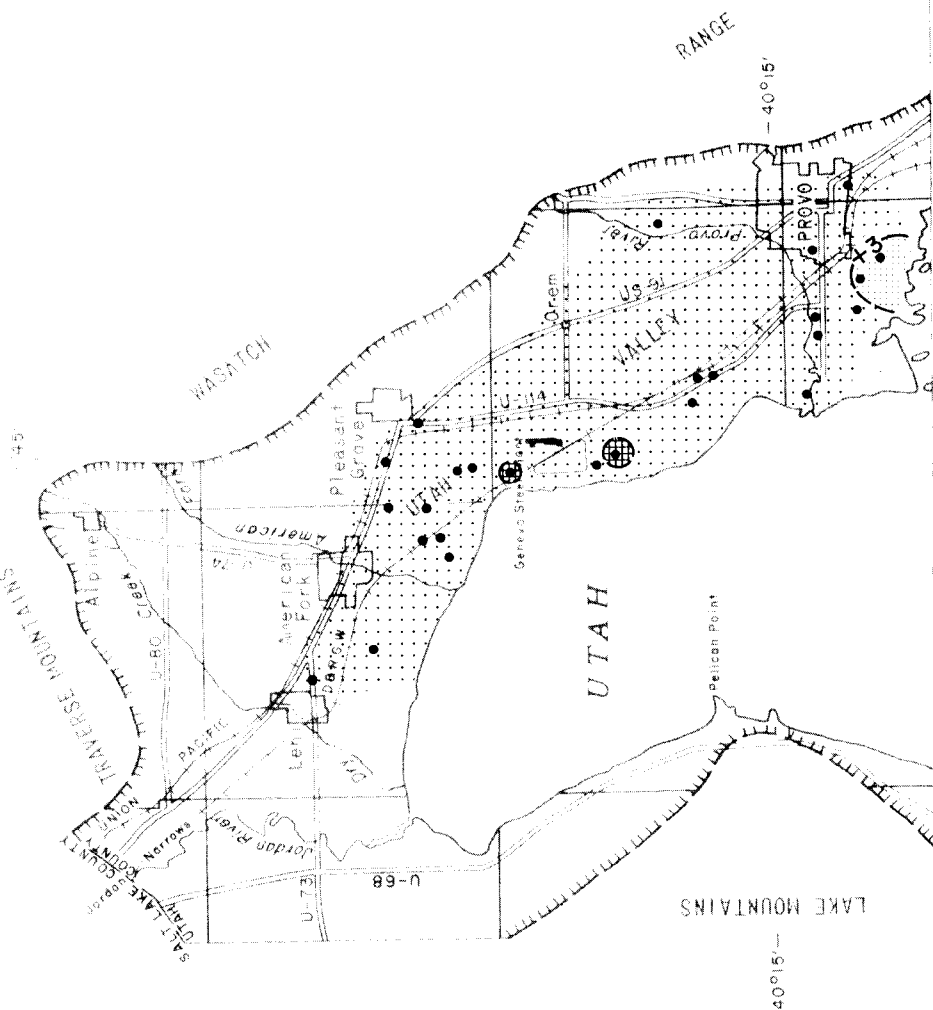 RANGE
WASATCH
45'
40°15'
TRAVERSE MOUNTAINS
Alpine
Fork
American
U-74
Creek
U-80
Pleasant
Grove
American
Fork
UTAH
VALLEY
Orem
US-91
U-114
River
Provo
PROVO
3
1
D&RGW
PACIFIC
UNION
Lehi
Dry
SALT LAKE COUNTY
UTAH COUNTY
Jordan Narrows
Jordan River
U-73
U-68
UTAH
Pelican Point
LAKE MOUNTAINS
40°15'